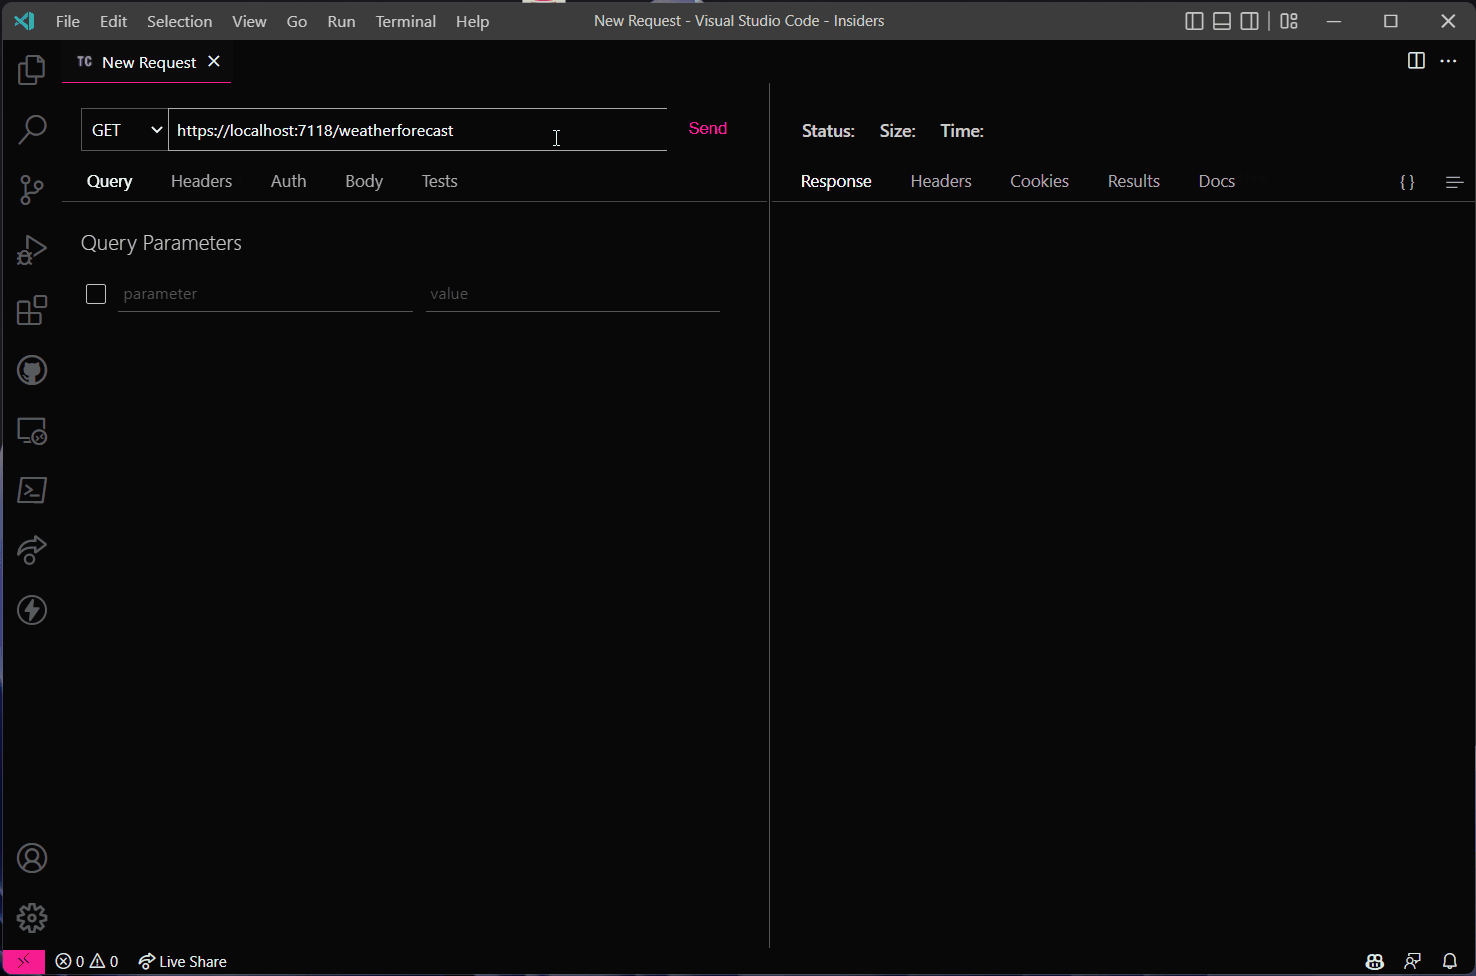 File Edit Selection View Go Run Terminal Help New Request - Visual Studio Code - Insiders
TC New Request
GET https://localhost:7118/weatherforecast Send Status: Size: Time:
Query Headers Auth Body Tests Response Headers Cookies Results Docs { }
Query Parameters
parameter value
0 0 Live Share